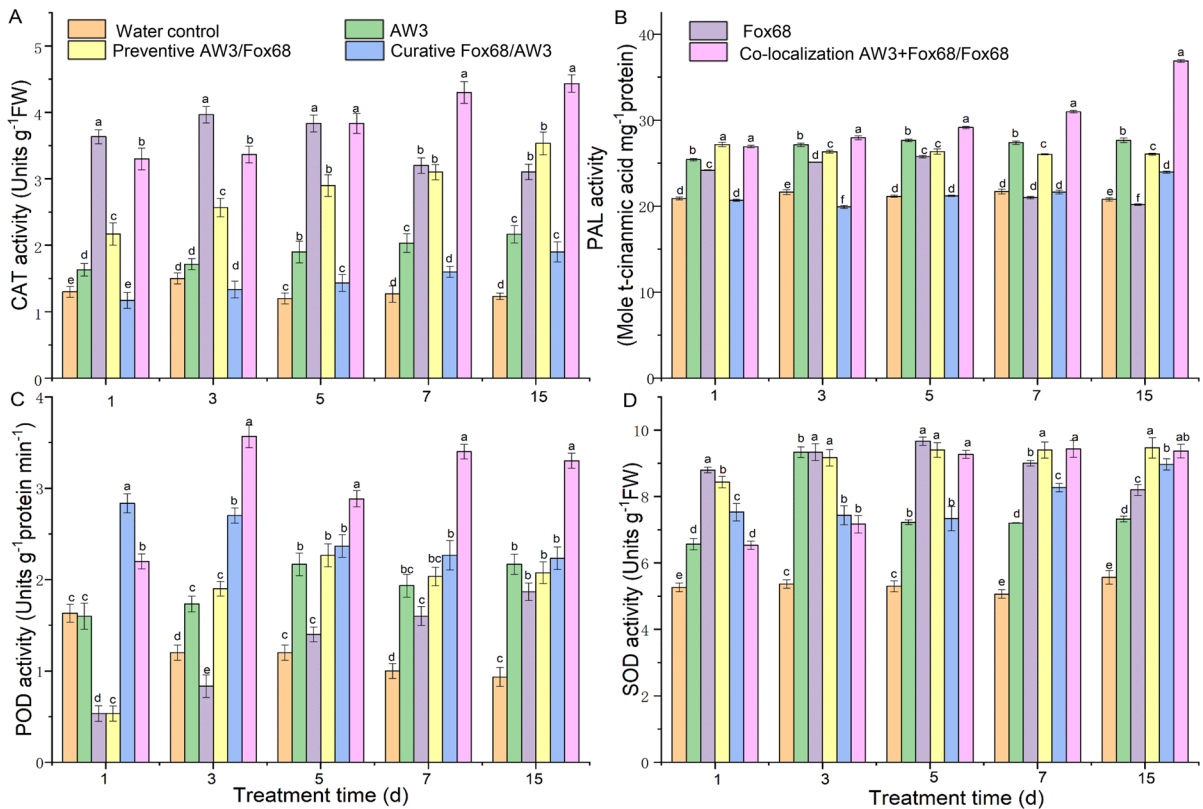 A
Water control
AW3
Preventive AW3/Fox68
Curative Fox68/AW3
CAT activity (Units g⁻¹FW)
5
4
3
2
1
0
e d a c e b
d d a c d b
c b a b c a
d c b b d a
d c b a c a
1 3 5 7 15
B
Fox68
Co-localization AW3+Fox68/Fox68
PAL activity
(Mole t-cinanmic acid mg⁻¹protein)
40
30
20
10
0
d b c a d a
e b d c f a
d b c c d a
d b d c d a
e b f c d a
1 3 5 7 15
C
POD activity (Units g⁻¹protein min⁻¹)
4
3
2
1
0
c c d c a b
d c e c b a
c b c b b a
d bc c bc b a
c b b b b a
1 3 5 7 15
Treatment time (d)
D
SOD activity (Units g⁻¹FW)
10
8
6
4
2
0
e d a b c d
c a a a b b
c b a a b a
e d b a c a
e d c a b ab
1 3 5 7 15
Treatment time (d)